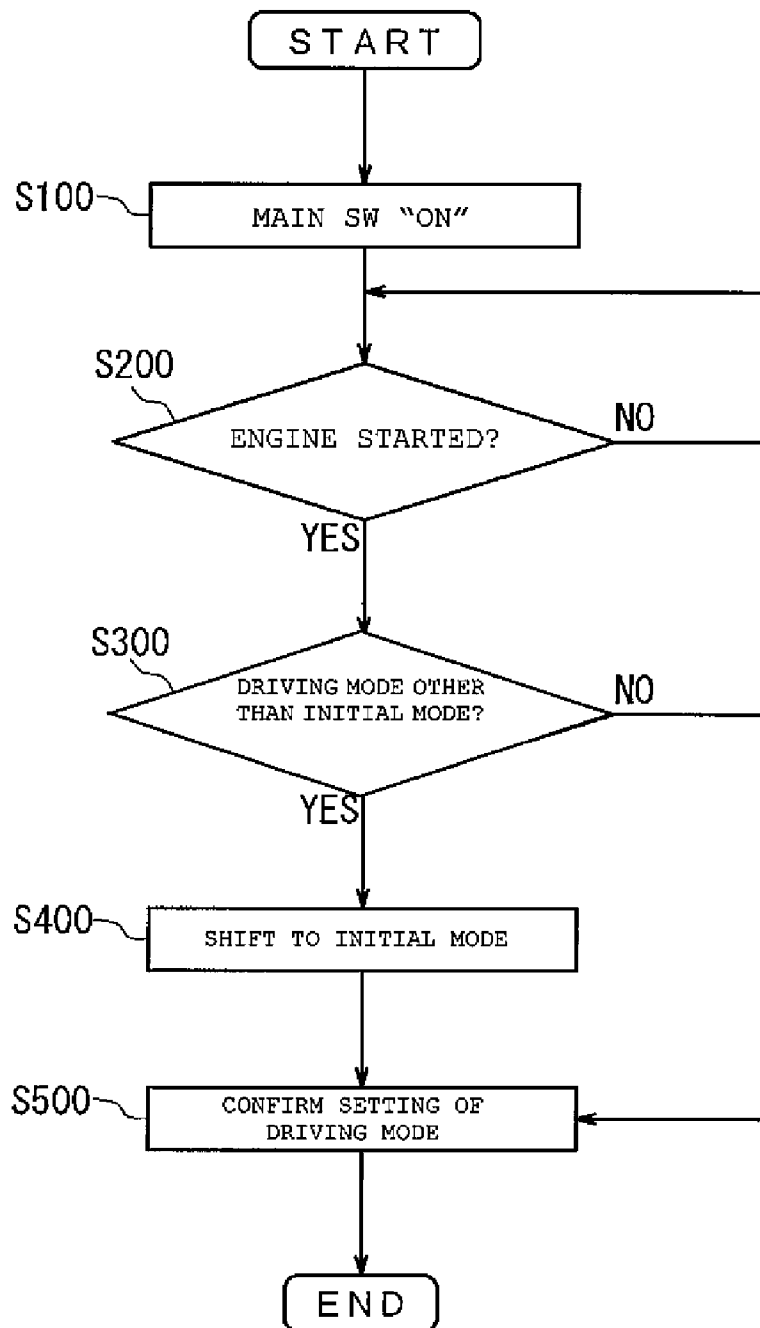 START
S100
MAIN SW “ON”
S200
ENGINE STARTED?
NO
YES
S300
DRIVING MODE OTHER
THAN INITIAL MODE?
NO
YES
S400
SHIFT TO INITIAL MODE
S500
CONFIRM SETTING OF
DRIVING MODE
END